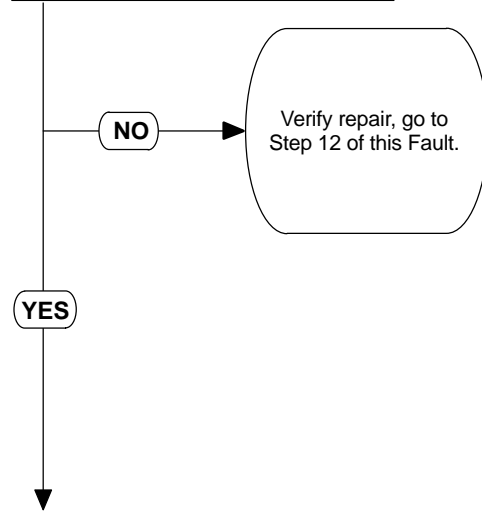 NO
Verify repair, go to
Step 12 of this Fault.
YES